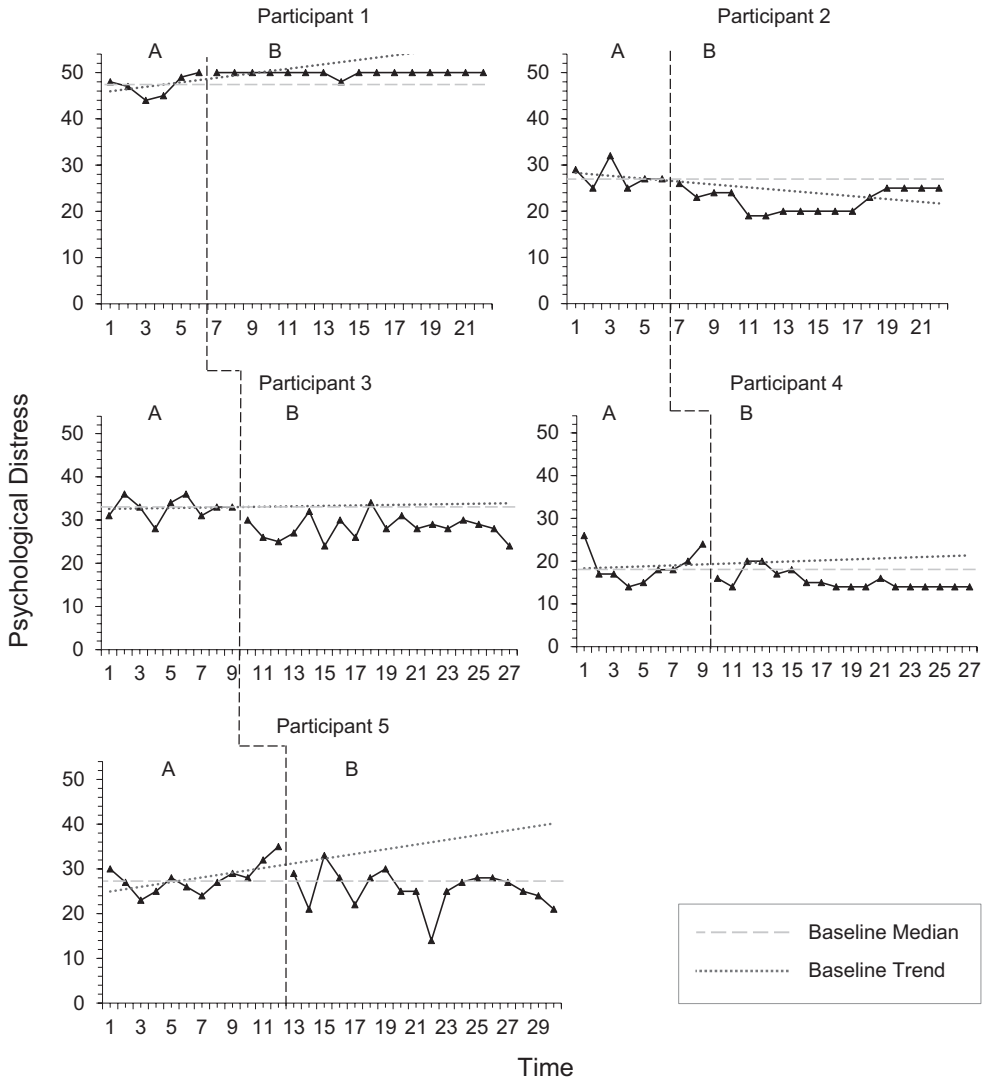 Participant 1
A B
50
40
30
20
10
0
1 3 5 7 9 11 13 15 17 19 21
Participant 2
A B
50
40
30
20
10
0
1 3 5 7 9 11 13 15 17 19 21
Psychological Distress
Participant 3
A B
50
40
30
20
10
0
1 3 5 7 9 11 13 15 17 19 21 23 25 27
Participant 4
A B
50
40
30
20
10
0
1 3 5 7 9 11 13 15 17 19 21 23 25 27
Participant 5
A B
50
40
30
20
10
0
1 3 5 7 9 11 13 15 17 19 21 23 25 27 29
Baseline Median
Baseline Trend
Time